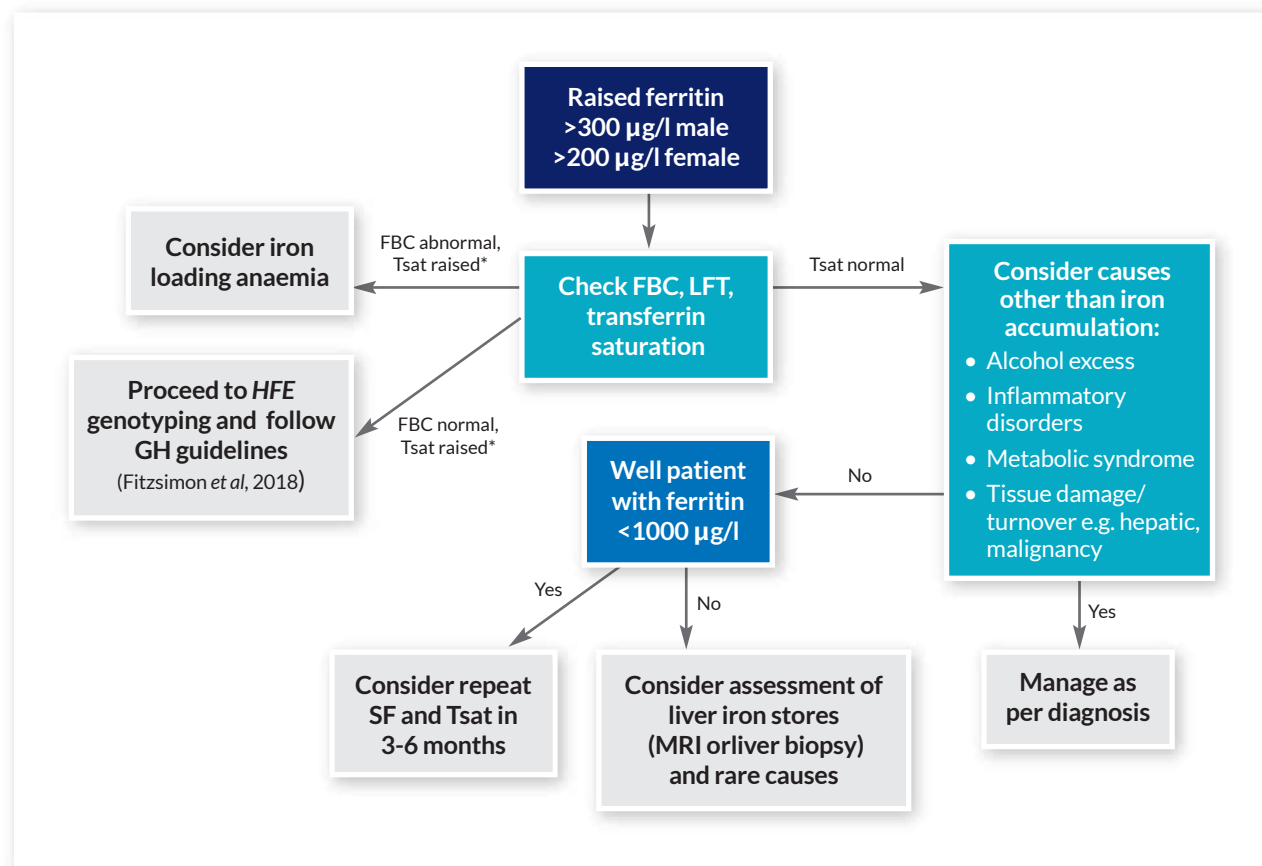 Raised ferritin
>300 µg/l male
>200 µg/l female
Consider iron
loading anaemia
FBC abnormal,
Tsat raised*
Check FBC, LFT,
transferrin
saturation
Tsat normal
Consider causes
other than iron
accumulation:
• Alcohol excess
• Inflammatory
disorders
• Metabolic syndrome
• Tissue damage/
turnover e.g. hepatic,
malignancy
Proceed to HFE
genotyping and follow
GH guidelines
(Fitzsimon et al, 2018)
FBC normal,
Tsat raised*
Well patient
with ferritin
<1000 µg/l
No
Yes
No
Yes
Consider repeat
SF and Tsat in
3-6 months
Consider assessment of
liver iron stores
(MRI orliver biopsy)
and rare causes
Manage as
per diagnosis